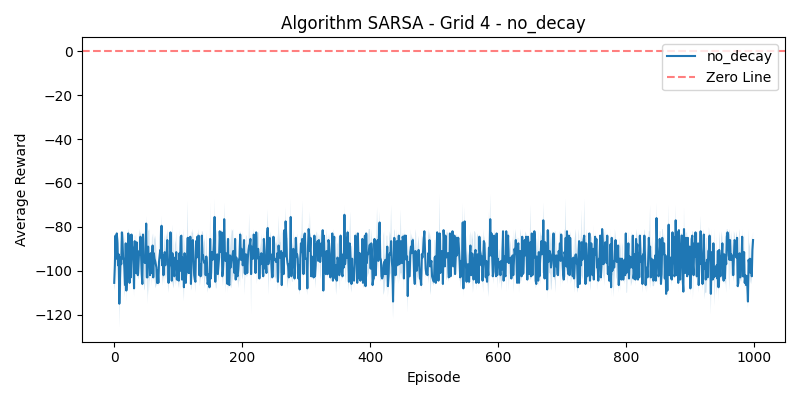 Algorithm SARSA - Grid 4 - no_decay
0
−20
−40
−60
−80
−100
−120
Average Reward
no_decay
Zero Line
0 200 400 600 800 1000
Episode